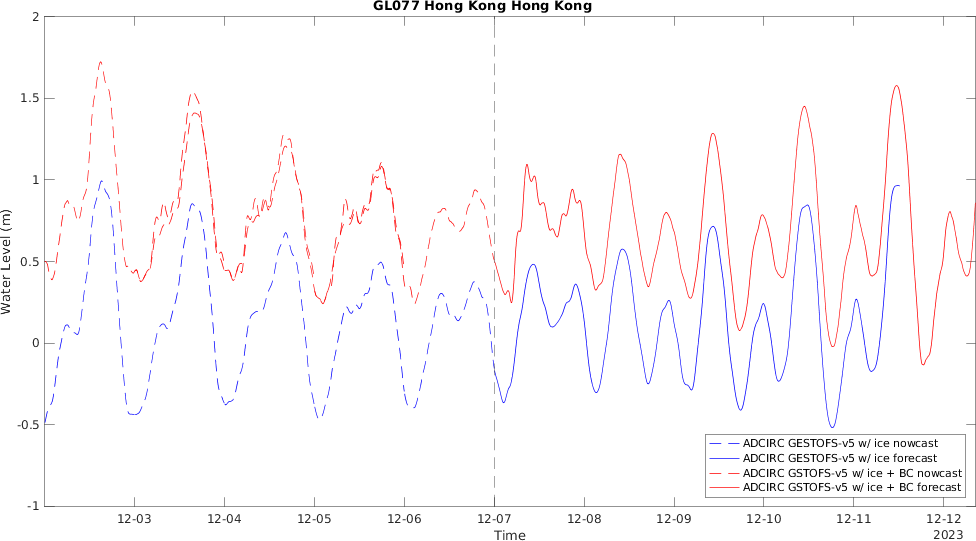 GL077 Hong Kong Hong Kong
2
1.5
1
0.5
0
-0.5
-1
Water Level (m)
12-03 12-04 12-05 12-06 12-07 12-08 12-09 12-10 12-11 12-12
Time
2023
ADCIRC GESTOFS-v5 w/ ice nowcast
ADCIRC GESTOFS-v5 w/ ice forecast
ADCIRC GSTOFS-v5 w/ ice + BC nowcast
ADCIRC GSTOFS-v5 w/ ice + BC forecast